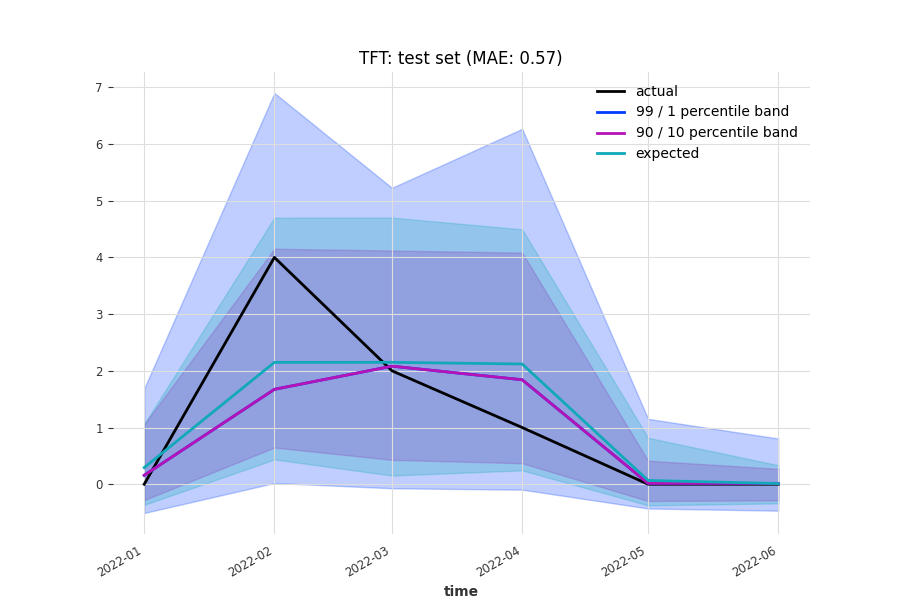 TFT: test set (MAE: 0.57)
actual
99 / 1 percentile band
90 / 10 percentile band
expected
7
6
5
4
3
2
1
0
2022-01
2022-02
2022-03
2022-04
2022-05
2022-06
time